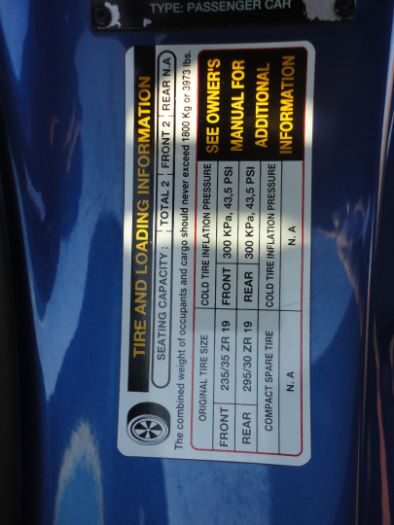 TYPE: PASSENGER CAR
TIRE AND LOADING INFORMATION
SEATING CAPACITY : TOTAL 2 FRONT 2 REAR N.A
The combined weight of occupants and cargo should never exceed 1800 Kg or 3973 lbs.
ORIGINAL TIRE SIZE COLD TIRE INFLATION PRESSURE
FRONT 235/35 ZR 19 FRONT 300 KPa, 43,5 PSI
REAR 295/30 ZR 19 REAR 300 KPa, 43,5 PSI
COMPACT SPARE TIRE COLD TIRE INFLATION PRESSURE
N. A N. A
SEE OWNER'S
MANUAL FOR
ADDITIONAL
INFORMATION